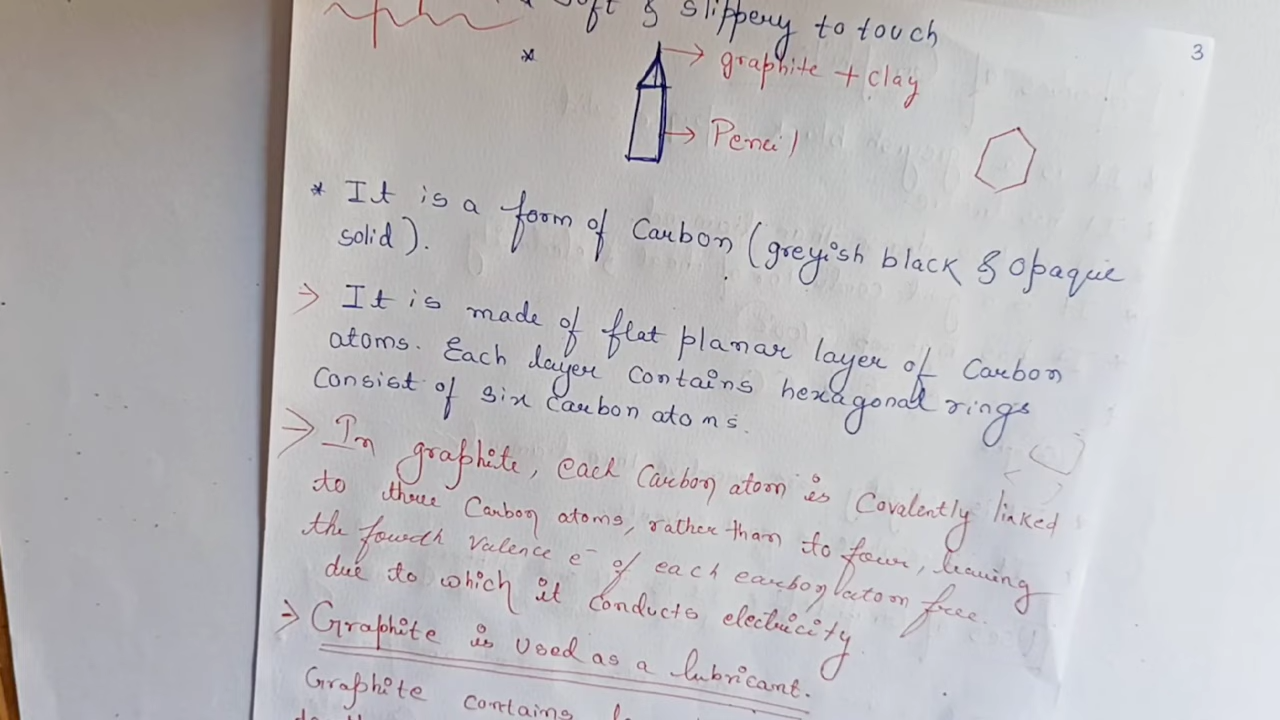 soft & slippery to touch
3
* → graphite + clay
→ Pencil
* It is a form of Carbon (greyish black & opaque
solid).
→ It is made of flat planar layer of Carbon
atoms. Each layer contains hexagonal rings
consist of six carbon atoms.
→ In graphite, each Carbon atom is Covalently linked
to three Carbon atoms, rather than to four, leaving
the fourth valence e⁻ of each carbon atom free.
due to which it conducts electricity
→ Graphite is used as a lubricant.
Graphite contains